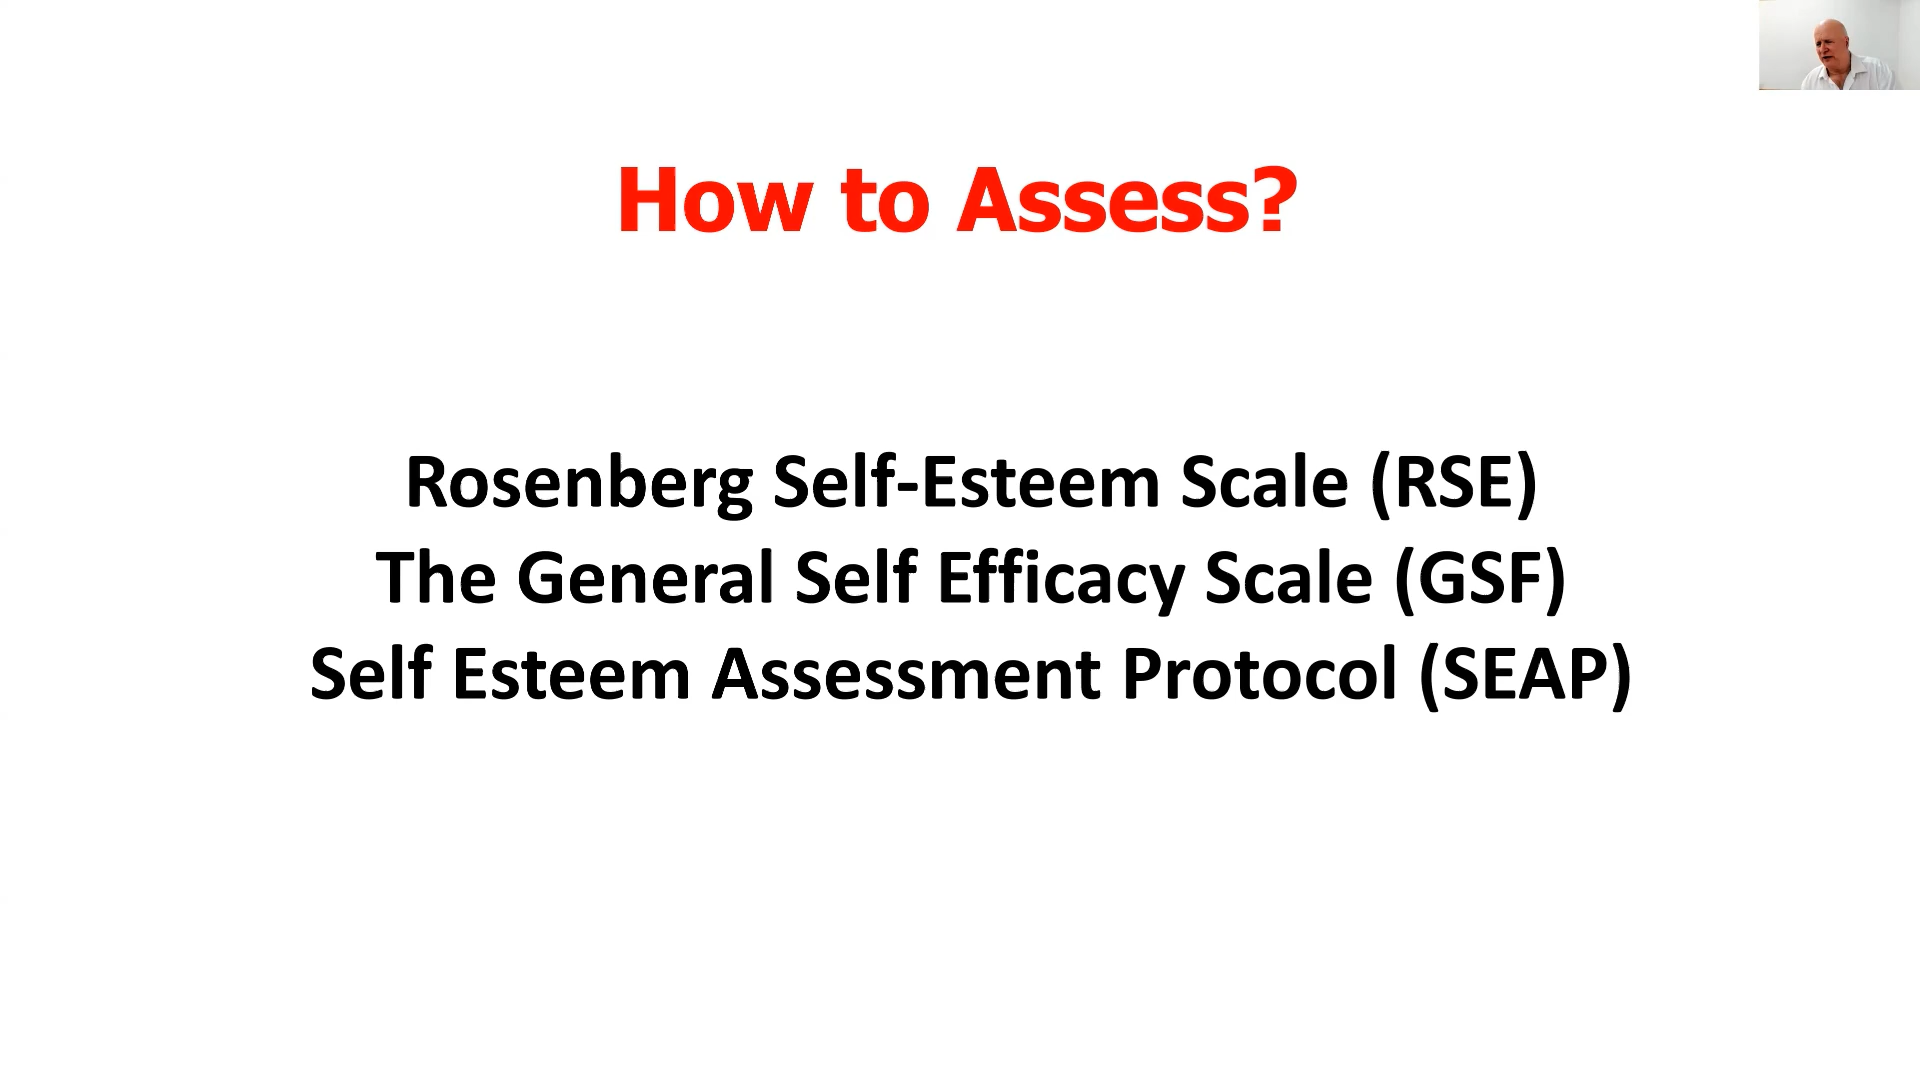 How to Assess?
Rosenberg Self-Esteem Scale (RSE)
The General Self Efficacy Scale (GSF)
Self Esteem Assessment Protocol (SEAP)